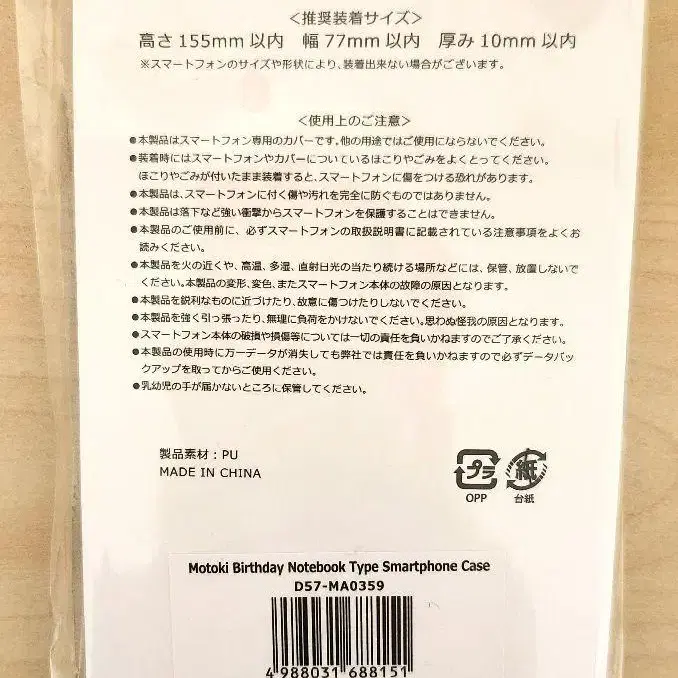 <推奨装着サイズ>
高さ 155mm 以内　幅 77mm 以内　厚み 10mm 以内
※スマートフォンのサイズや形状により、装着出来ない場合がございます。
<使用上のご注意>
●本製品はスマートフォン専用のカバーです。他の用途ではご使用にならないでください。
●装着時にはスマートフォンやカバーについているほこりやごみをよくとってください。
ほこりやごみが付いたまま装着すると、スマートフォンに傷をつける恐れがあります。
●本製品は、スマートフォンに付く傷や汚れを完全に防ぐものではありません。
●本製品は落下など強い衝撃からスマートフォンを保護することはできません。
●本製品のご使用前に、必ずスマートフォンの取扱説明書に記載されている注意事項をよくお
読みください。
●本製品を火の近くや、高温、多湿、直射日光の当たり続ける場所などには、保管、放置しないで
ください。本製品の変形、変色、またスマートフォン本体の故障の原因となります。
●本製品を鋭利なものに近づけたり、故意に傷つけたりしないでください。
●本製品を強く引っ張ったり、無理に負荷をかけないでください。思わぬ怪我の原因となります。
●スマートフォン本体の破損や損傷等については一切の責任を負いかねますのでご了承ください。
●本製品の使用時に万一データが消失しても弊社では責任を負いかねますので必ずデータバッ
クアップを取ってからご使用ください。
●乳幼児の手が届かないところに保管してください。
製品素材：PU
MADE IN CHINA
プラ 紙
OPP 台紙
Motoki Birthday Notebook Type Smartphone Case
D57-MA0359
4 988031 688151